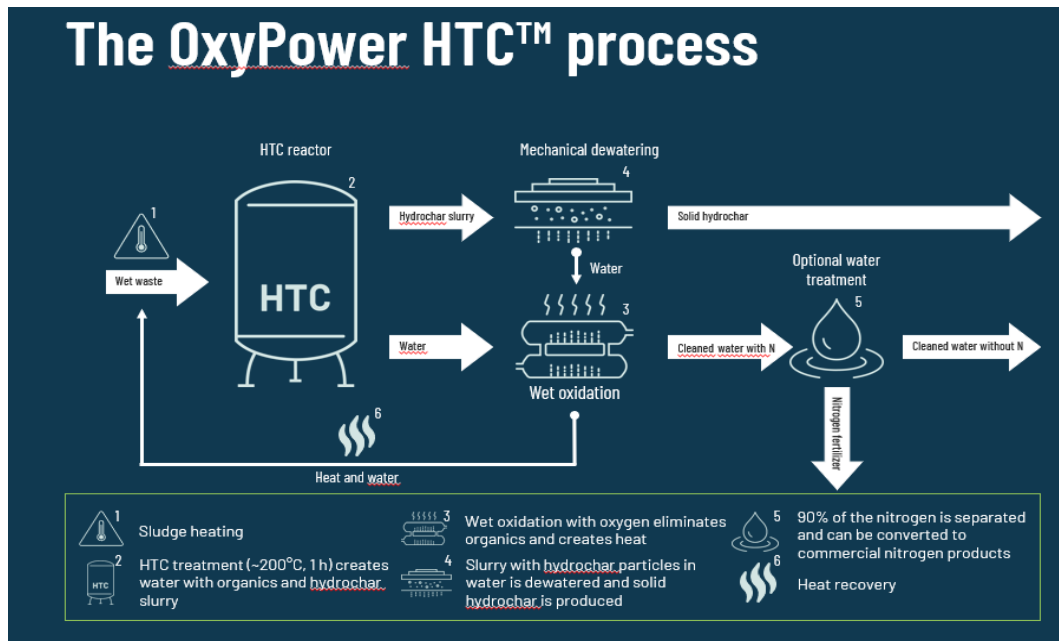 The OxyPower HTC™ process
HTC reactor
Mechanical dewatering
1
2
4
Hydrochar slurry
Solid hydrochar
Wet waste
HTC
Water
Optional water
treatment
3
5
Water
Cleaned water with N
Cleaned water without N
Wet oxidation
6
Nitrogen fertilizer
Heat and water
1
Sludge heating
2
HTC
HTC treatment (~200°C, 1 h) creates
water with organics and hydrochar
slurry
3
Wet oxidation with oxygen eliminates
organics and creates heat
4
Slurry with hydrochar particles in
water is dewatered and solid
hydrochar is produced
5
90% of the nitrogen is separated
and can be converted to
commercial nitrogen products
6
Heat recovery